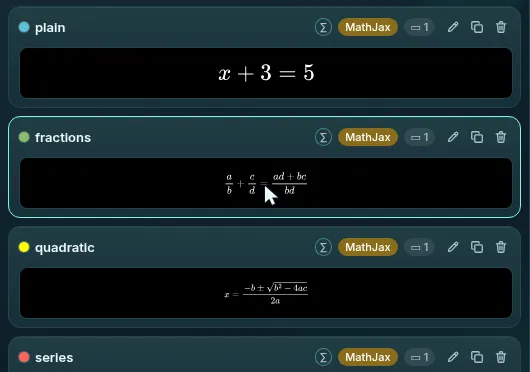 plain ∑ MathJax 1
x + 3 = 5
fractions ∑ MathJax 1
a/b + c/d = (ad + bc)/bd
quadratic ∑ MathJax 1
x = (−b ± √(b² − 4ac))/2a
series ∑ MathJax 1